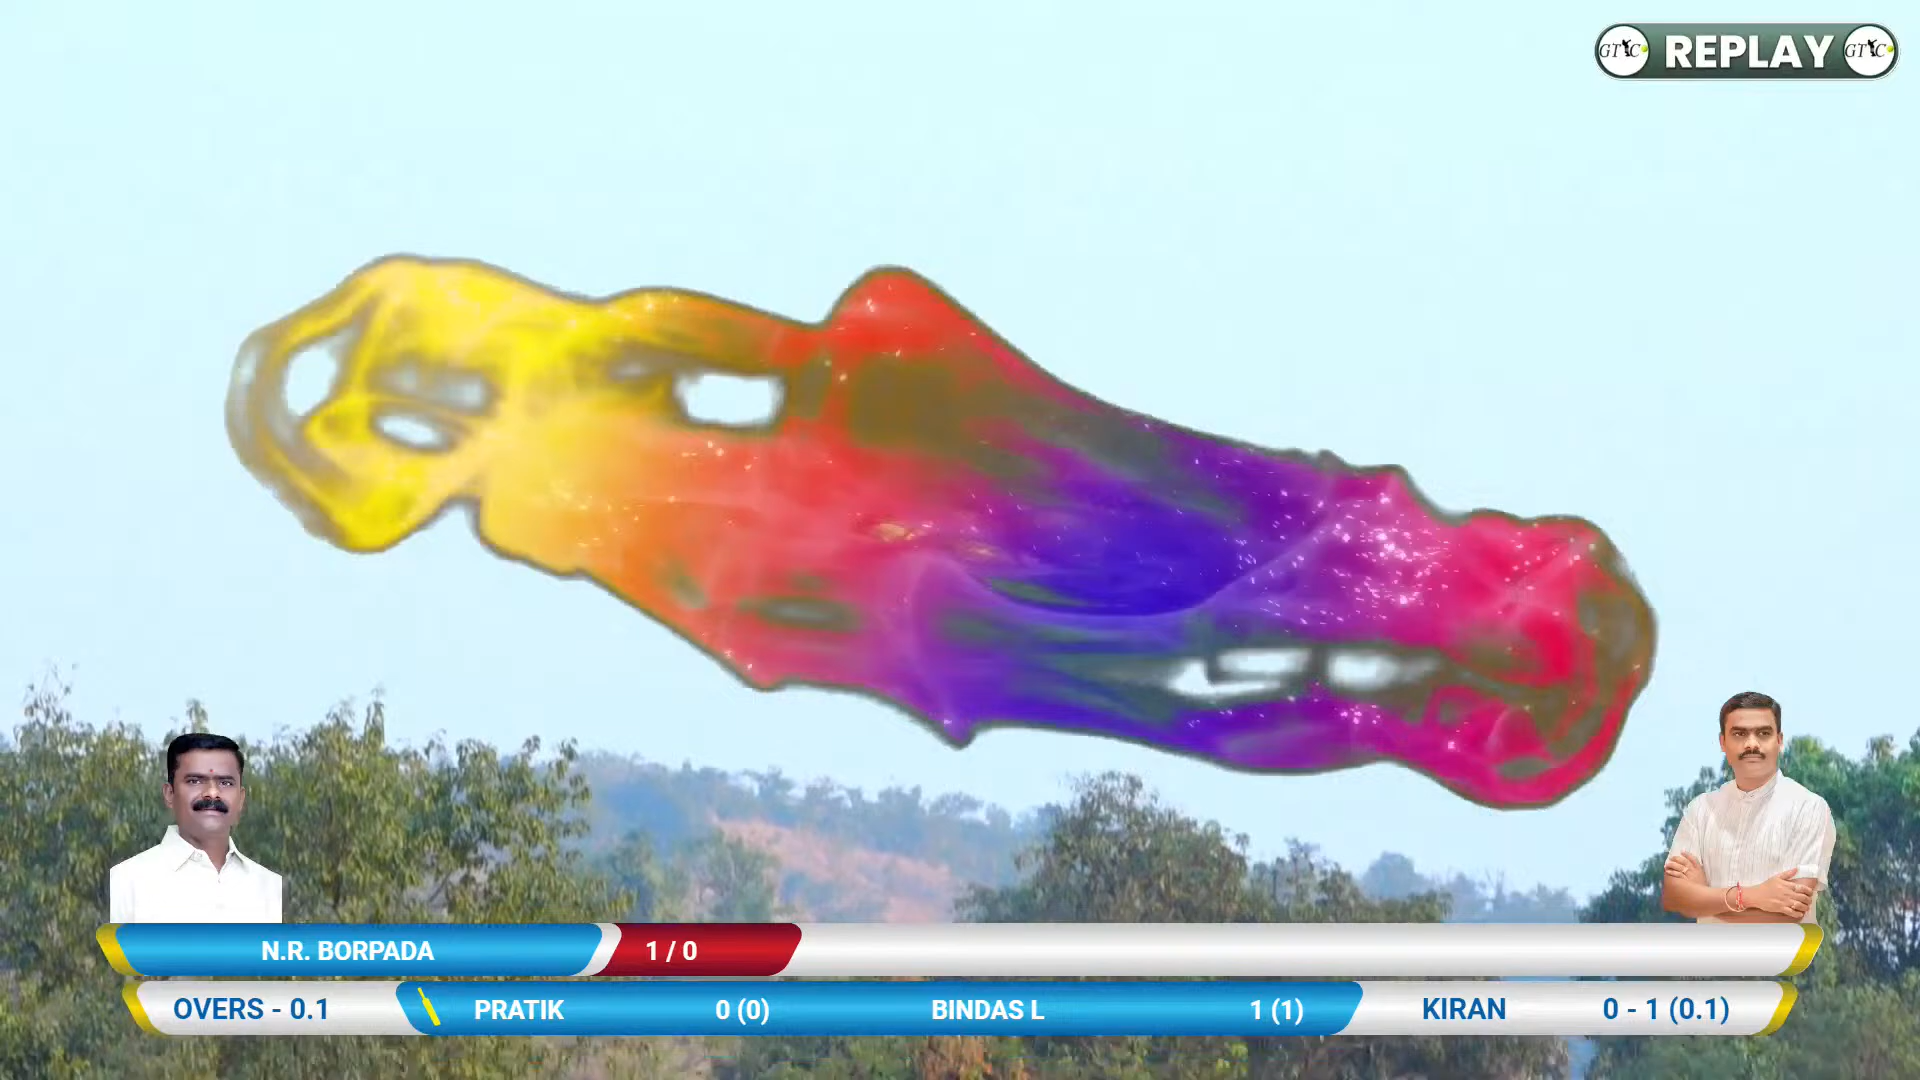 GTC REPLAY GTC
N.R. BORPADA 1 / 0
OVERS - 0.1 PRATIK 0 (0) BINDAS L 1 (1) KIRAN 0 - 1 (0.1)